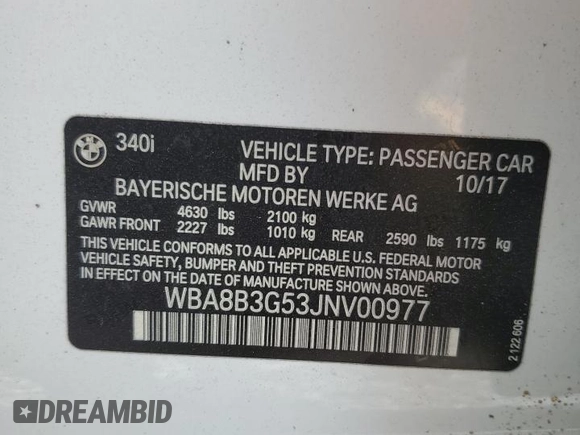 BMW
340i
VEHICLE TYPE: PASSENGER CAR
MFD BY 10/17
BAYERISCHE MOTOREN WERKE AG
GVWR 4630 lbs 2100 kg
GAWR FRONT 2227 lbs 1010 kg REAR 2590 lbs 1175 kg
THIS VEHICLE CONFORMS TO ALL APPLICABLE U.S. FEDERAL MOTOR
VEHICLE SAFETY, BUMPER AND THEFT PREVENTION STANDARDS
IN EFFECT ON THE DATE OF MANUFACTURE SHOWN ABOVE.
WBA8B3G53JNV00977
2 122 606
DREAMBID